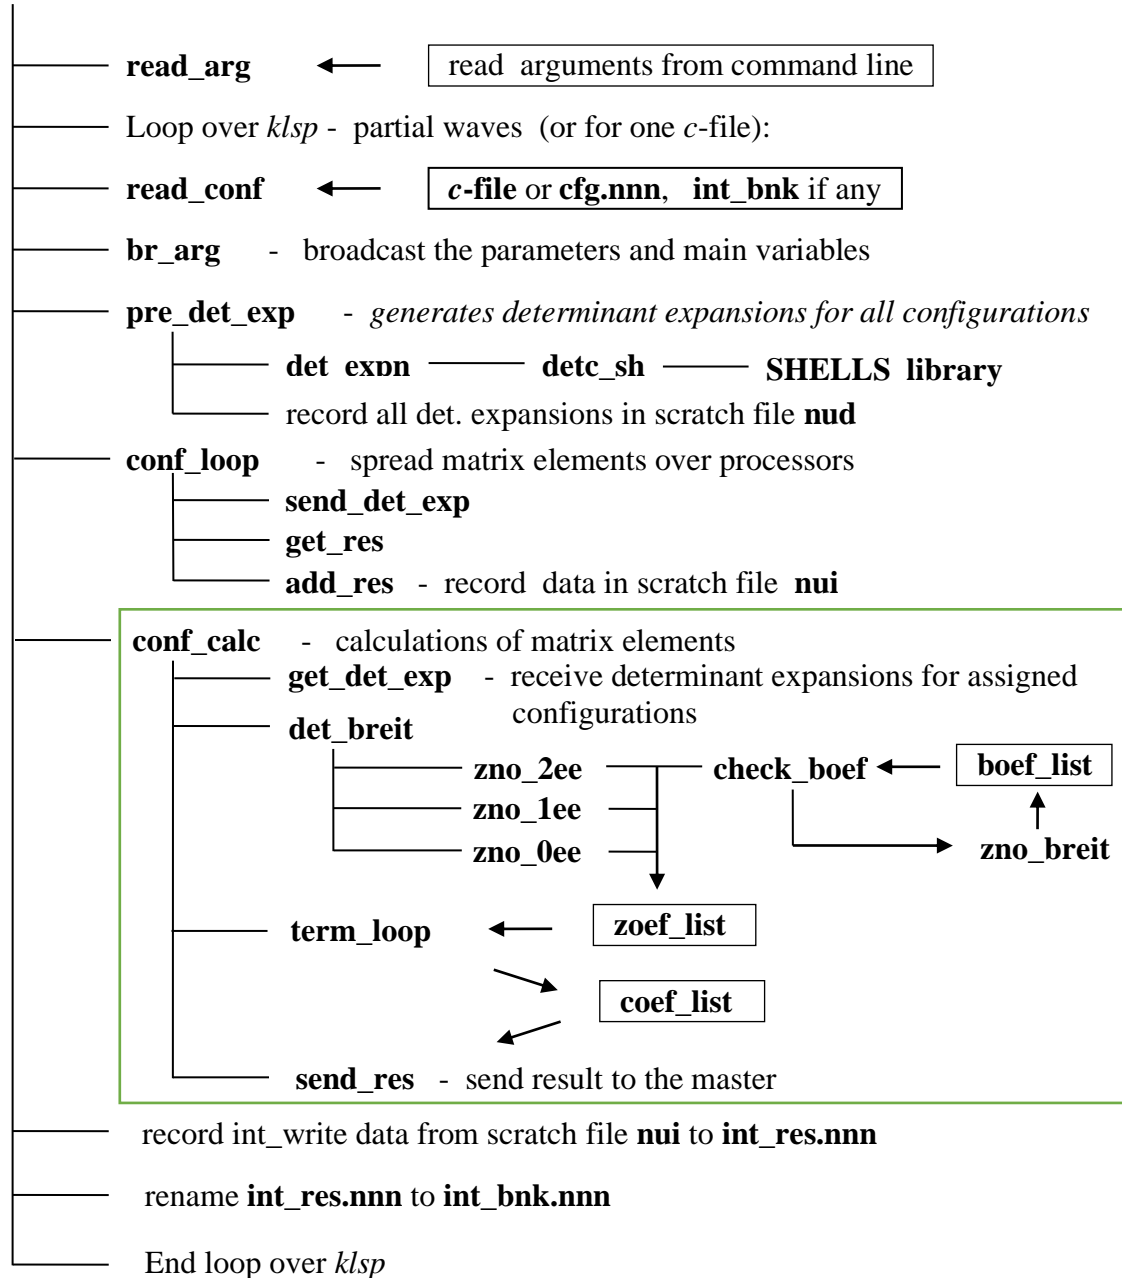 read_arg read arguments from command line
Loop over klsp - partial waves (or for one c-file):
read_conf c-file or cfg.nnn, int_bnk if any
br_arg - broadcast the parameters and main variables
pre_det_exp - generates determinant expansions for all configurations
det_expn detc_sh SHELLS_library
record all det. expansions in scratch file nud
conf_loop - spread matrix elements over processors
send_det_exp
get_res
add_res - record data in scratch file nui
conf_calc - calculations of matrix elements
get_det_exp - receive determinant expansions for assigned
configurations
det_breit
zno_2ee check_boef boef_list
zno_1ee
zno_0ee zno_breit
term_loop zoef_list
coef_list
send_res - send result to the master
record int_write data from scratch file nui to int_res.nnn
rename int_res.nnn to int_bnk.nnn
End loop over klsp